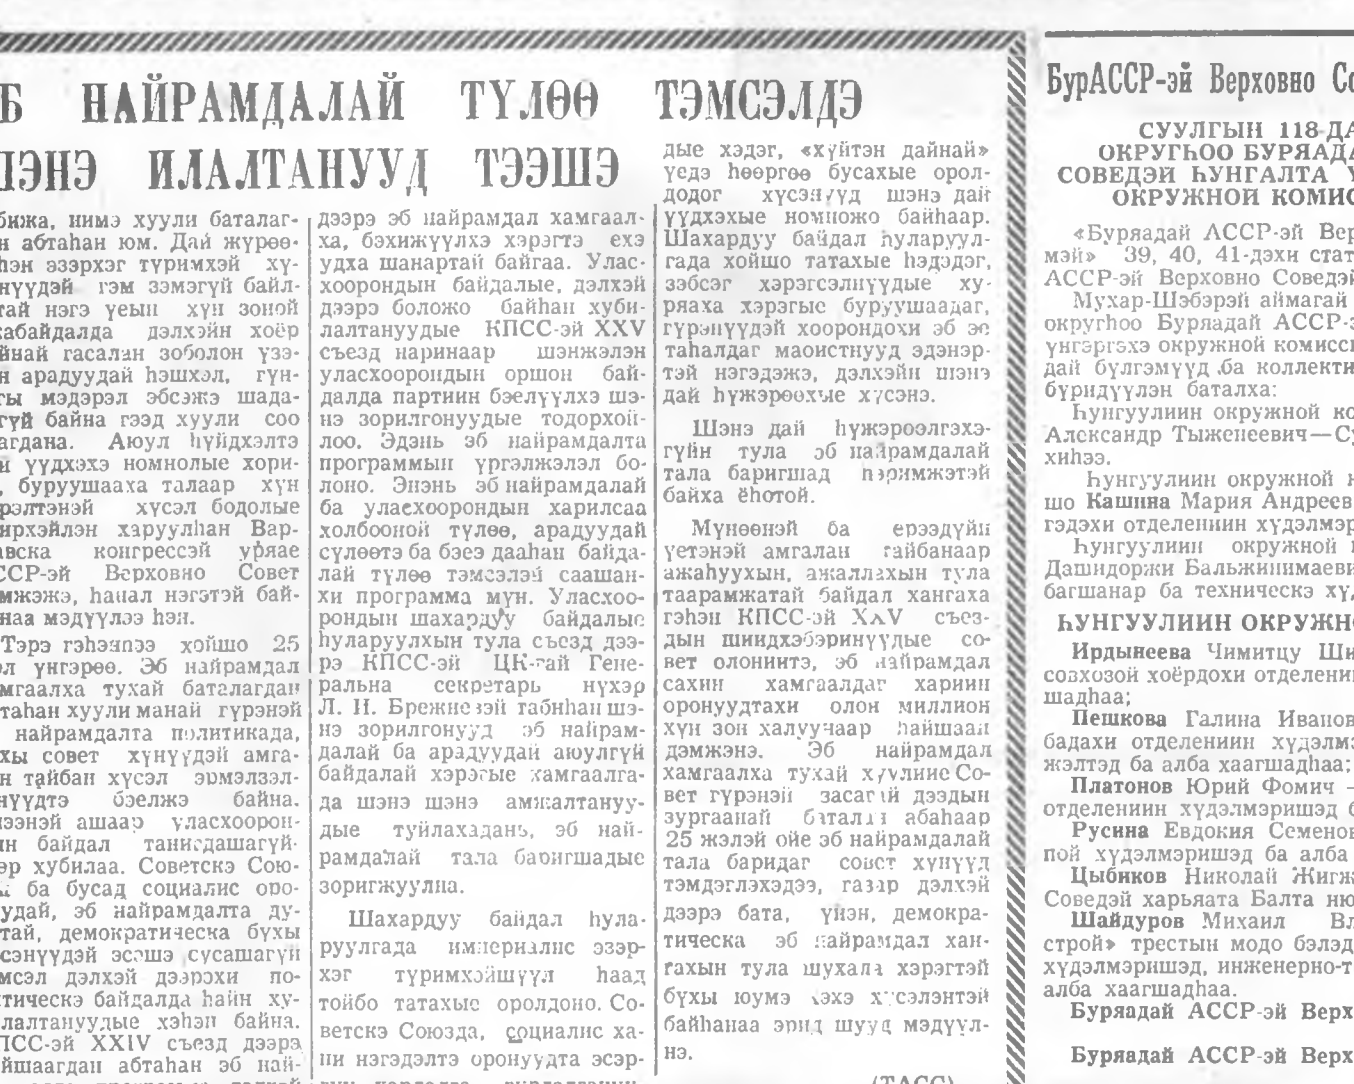 Б НАЙРАМДАЛАЙ ТҮЛӨӨ ТЭМСЭЛДЭ
ШЭНЭ ИЛАЛТАНУУД ТЭЭШЭ
бижа, нимэ хуули баталаг-
н абтаһан юм. Дай жүрөө-
һэн эзэрхэг түримхэй хү-
нүүдэй гэм зэмэгүй байл-
гай нэгэ үеын хүн зоной
абайдалда дэлхэйн хоёр
йнай гасалан зоболон үзэ-
н арадуудай һэшхэл, гүн-
гы мэдэрэл эбсэжэ шада-
гүй байна гээд хуули соо
агдана. Аюул һүйдхэлтэ
й үүдхэхэ номнолые хори-
, буруушааха талаар хүн
рэлтэнэй хүсэл бодолые
ирхэйлэн харуулһан Вар-
авска конгрессэй уряае
ССР-эй Верховно Совет
мжэжэ, һанал нэгэтэй бай-
наа мэдүүлээ һэн.
Тэрэ гэһэнһээ хойшо 25
эл үнгэрөө. Эб найрамдал
мгаалха тухай баталагдан
таһан хуули манай гүрэнэй
найрамдалта политикада,
хы совет хүнүүдэй амга-
н тайбан хүсэл эрмэлзэл-
нүүдтэ бэелжэ байна.
ээнэй ашаар уласхоорон-
ын байдал танигдашагүй-
эр хубилаа. Советскэ Сою-
ба бусад социалис оро-
удай, эб найрамдалта ду-
тай, демократическа бүхы
сэнүүдэй эсэшэ сусашагүй
мсэл дэлхэй дээрэхи по-
тическэ байдалда һайн ху-
лалтануудые хэһэн байна.
ПСС-эй XXIV съезд дээрэ
йшаагдан абтаһан эб най-
дээрэ эб найрамдал хамгаал-
ха, бэхижүүлхэ хэрэгтэ ехэ
удха шанартай байгаа. Улас-
хоорондын байдалые, дэлхэй
дээрэ боложо байһан хуби-
лалтануудые КПСС-эй XXV
съезд наринаар шэнжэлэн
уласхоорондын оршон бай-
далда партиин бэелүүлхэ шэ-
нэ зорилгонуудые тодорхой-
лоо. Эдэнь эб найрамдалта
программын үргэлжэлэл бо-
лоно. Энэнь эб найрамдалай
ба уласхоорондын харилсаа
холбооной түлөө, арадуудай
сүлөөтэ ба бэеэ дааһан байда-
лай түлөө тэмсэлэй саашан-
хи программа мүн. Уласхоо-
рондын шахардуу байдалые
һуларуулхын тула съезд дээ-
рэ КПСС-эй ЦК-гай Гене-
ральна секретарь нүхэр
Л. И. Брежневэй табиһан шэ-
нэ зорилгонууд эб найрам-
далай ба арадуудай аюулгүй
байдалай хэрэгые хамгаалга-
да шэнэ шэнэ амжалтануу-
дые туйлахадань, эб най-
рамдалай тала баригшадые
зоригжуулна.
Шахардуу байдал һула-
руулгада империалис эзэр-
хэг түримхэйшүүл һаад
тойбо татахые оролдоно. Со-
ветскэ Союзда, социалис ха-
ни нэгэдэлтэ оронуудта эсэр-
дые хэдэг, «хүйтэн дайнай»
үедэ һөөргөө бусахые орол-
додог хүсэнүүд шэнэ дай
үүдхэхые номножо байһаар.
Шахардуу байдал һуларуул-
гада хойшо татахые һэдэдэг,
зэбсэг хэрэгсэлнүүдые ху-
ряаха хэрэгые буруушаадаг,
гүрэнүүдэй хоорондохи эб эе
таһалдаг маоистнууд эдэнэр-
тэй нэгэдэжэ, дэлхэйн шэнэ
дай һүжэрөөхые хүсэнэ.
Шэнэ дай һүжэроэлгэхэ-
гүйн тула эб найрамдалай
тала баригшад һэримжэтэй
байха ёһотой.
Мүнөөнэй ба ерээдүйн
үетэнэй амгалан тайбанаар
ажаһуухын, ажаллахын тула
таарамжатай байдал хангаха
гэһэн КПСС-эй XXV съез-
дын шиидхэбэринүүдые со-
вет олониитэ, эб найрамдал
сахин хамгаалдаг хариин
оронуудтахи олон миллион
хүн зон халуунаар һайшаан
дэмжэнэ. Эб найрамдал
хамгаалха тухай хуулиие Со-
вет гүрэнэй засагай дээдын
зургаанай баталан абаһаар
25 жэлэй ойе эб найрамдалай
тала баридаг совет хүнүүд
тэмдэглэхэдээ, газар дэлхэй
дээрэ бата, үнэн, демокра-
тическа эб найрамдал хан-
гахын тула шухала хэрэгтэй
бүхы юумэ хэхэ хүсэлэнтэй
байһанаа эрид шууд мэдүүл-
нэ.
(ТАСС)
БурАССР-эй Верховно Со
СУУЛГЫН 118-ДА
ОКРУГҺОО БУРЯАДА
СОВЕДЭЙ ҺУНГАЛТА Ү
ОКРУЖНОЙ КОМИС
«Буряадай АССР-эй Вер
мэй» 39, 40, 41-дэхи стат
АССР-эй Верховно Соведэй
Мухар-Шэбэрэй аймагай
округһоо Буряадай АССР-э
үнгэргэхэ окружной комисси
дай бүлгэмүүд ба коллекти
бүридүүлэн баталха:
Һунгуулиин окружной ко
Александр Тыженеевич—Су
хиһээ.
Һунгуулиин окружной к
шо Кашина Мария Андреев
гэдэхи отделениин хүдэлмэр
Һунгуулиин окружной
Дашидоржи Бальжинимаеви
багшанар ба техническэ хүд
ҺУНГУУЛИИН ОКРУЖНО
Ирдынеева Чимитцу Ши
совхозой хоёрдохи отделени
шадһаа;
Пешкова Галина Иванов
бадахи отделениин хүдэлмэ
жэлтэд ба алба хаагшадһаа;
Платонов Юрий Фомич —
отделениин хүдэлмэришэд б
Русина Евдокия Семенов
пой хүдэлмэришэд ба алба
Цыбиков Николай Жигж
Соведэй харьяата Балта ню
Шайдуров Михаил Вл
строй» трестын модо бэлэд
хүдэлмэришэд, инженерно-т
алба хаагшадһаа.
Буряадай АССР-эй Верх
Буряадай АССР-эй Верх